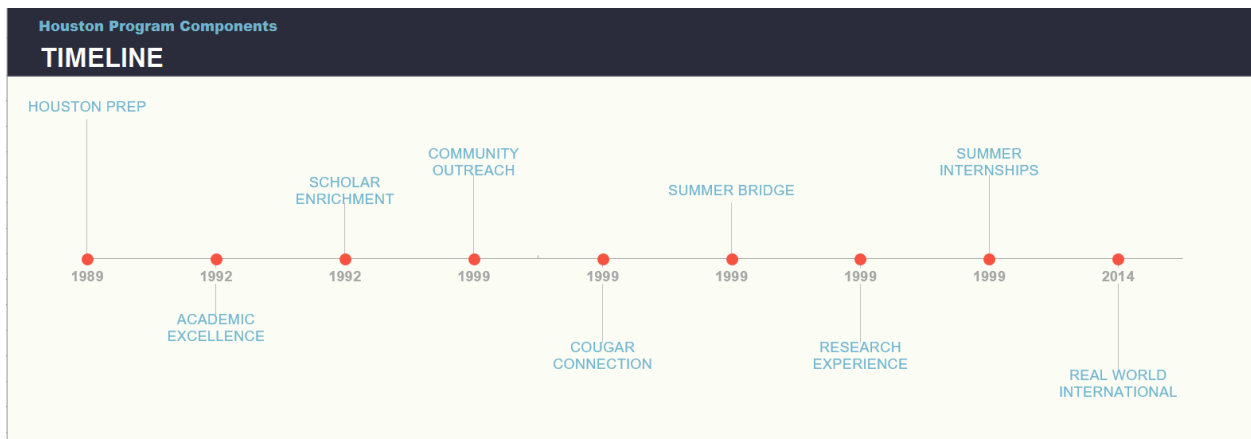 Houston Program Components
TIMELINE
HOUSTON PREP
COMMUNITY
OUTREACH
SUMMER
INTERNSHIPS
SCHOLAR
ENRICHMENT
SUMMER BRIDGE
1989
1992
1992
1999
1999
1999
1999
1999
2014
ACADEMIC
EXCELLENCE
COUGAR
CONNECTION
RESEARCH
EXPERIENCE
REAL WORLD
INTERNATIONAL